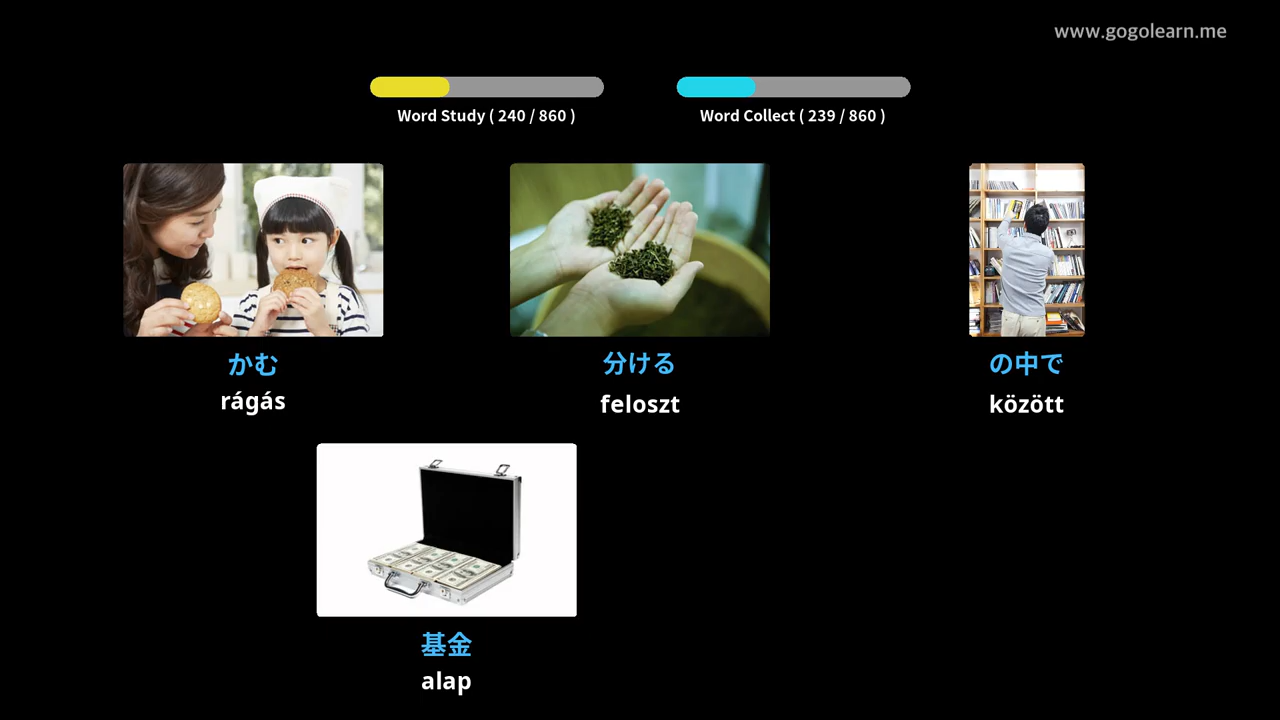 www.gogolearn.me
Word Study ( 240 / 860 )
Word Collect ( 239 / 860 )
かむ
rágás
分ける
feloszt
の中で
között
基金
alap